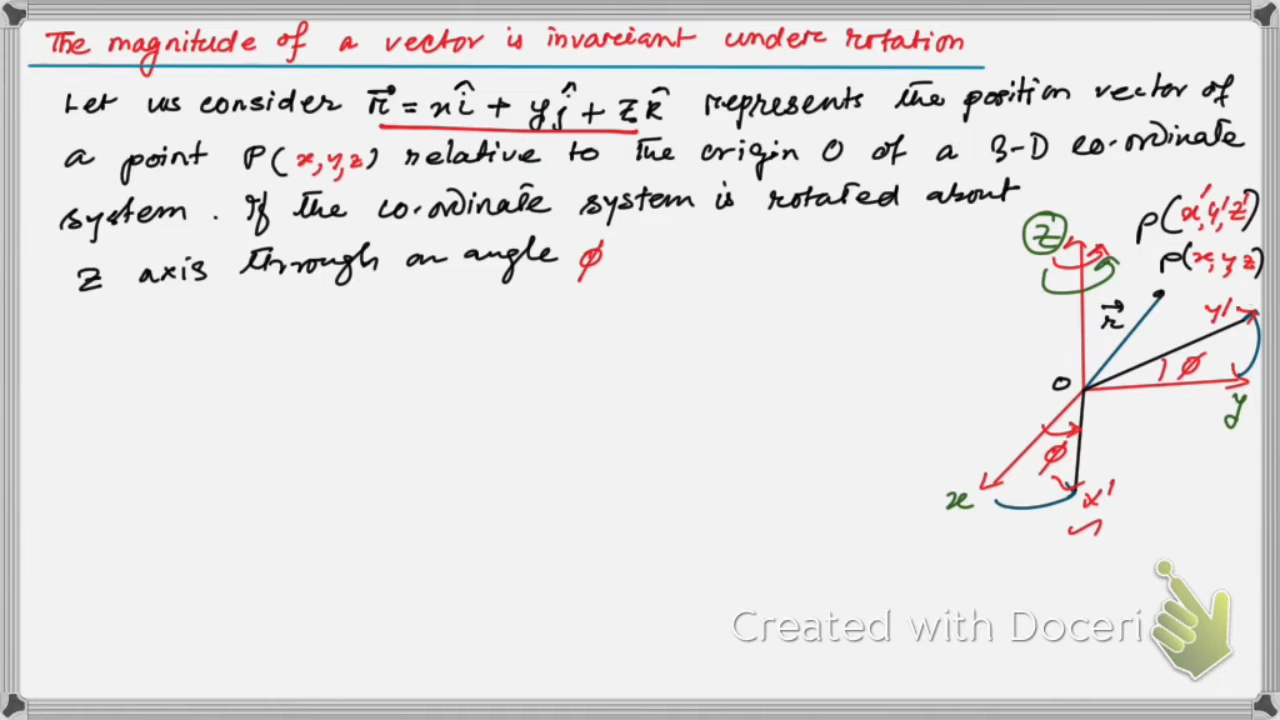 The magnitude of a vector is invariant under rotation
Let us consider r⃗ = xî + yĵ + zk̂ represents the position vector of
a point P(x,y,z) relative to the origin O of a 3-D co-ordinate
system. If the co-ordinate system is rotated about
Z axis through an angle ϕ
P(x',y',z')
P(x,y,z)
Z
r⃗
y'
ϕ
O
y
ϕ
x
x'
Created with Doceri